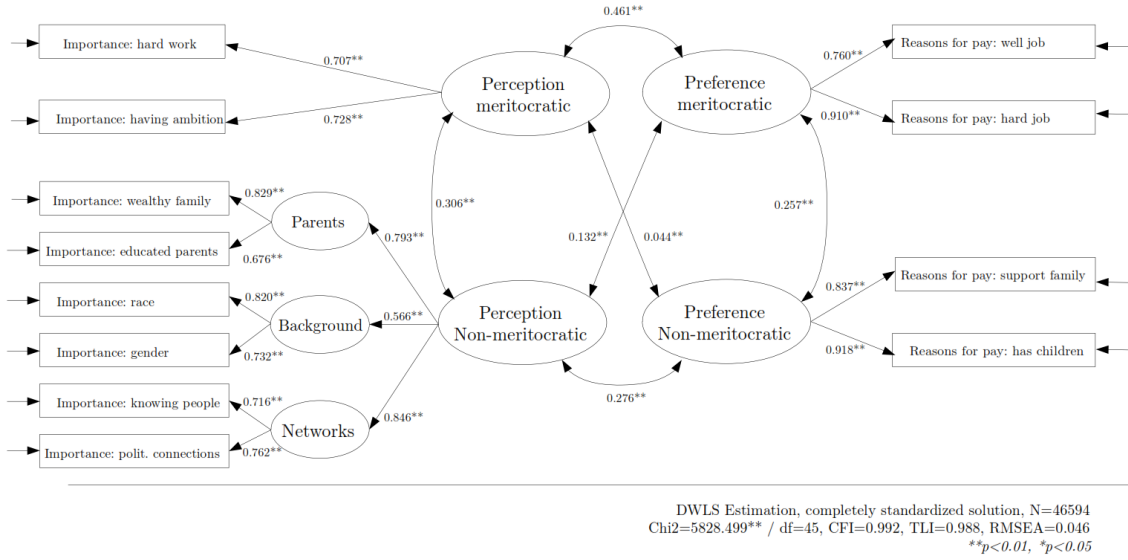 0.461**
Importance: hard work
Reasons for pay: well job
0.707**
0.760**
Perception
meritocratic
Preference
meritocratic
Importance: having ambition
0.728**
0.910**
Reasons for pay: hard job
Importance: wealthy family
0.829**
Parents
0.306**
0.257**
Importance: educated parents
0.676**
0.793**
0.132**
0.044**
Reasons for pay: support family
0.837**
Importance: race
0.820**
Background
0.566**
Perception
Non-meritocratic
Preference
Non-meritocratic
Importance: gender
0.732**
0.918**
Reasons for pay: has children
0.276**
Importance: knowing people
0.716**
Networks
0.846**
Importance: polit. connections
0.762**
DWLS Estimation, completely standardized solution, N=46594
Chi2=5828.499** / df=45, CFI=0.992, TLI=0.988, RMSEA=0.046
**p<0.01, *p<0.05